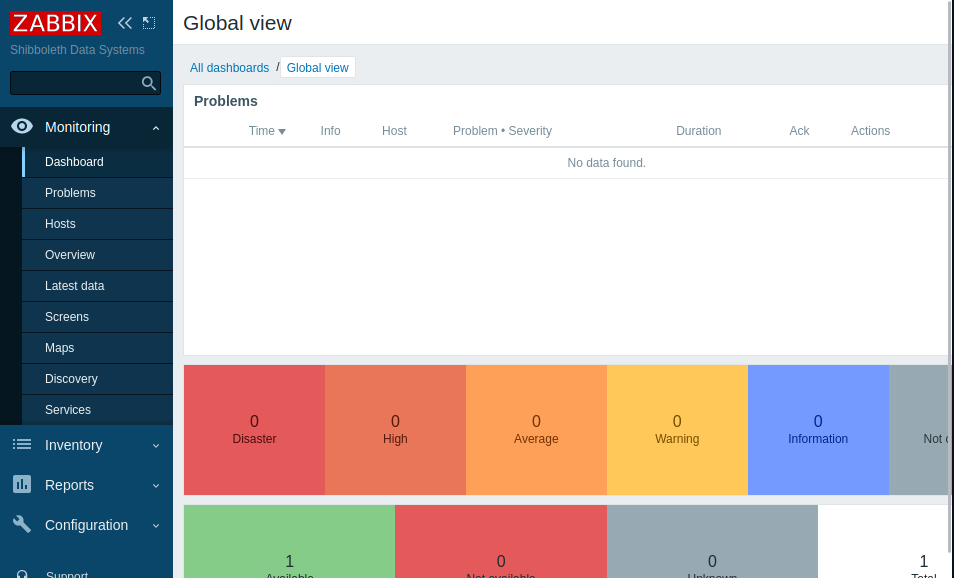 ZABBIX
Shibboleth Data Systems
Monitoring
Dashboard
Problems
Hosts
Overview
Latest data
Screens
Maps
Discovery
Services
Inventory
Reports
Configuration
Support
Global view
All dashboards / Global view
Problems
Time Info Host Problem • Severity Duration Ack Actions
No data found.
0 0 0 0 0
Disaster High Average Warning Information Not
1 0 0 1
Available Not available Unknown Total